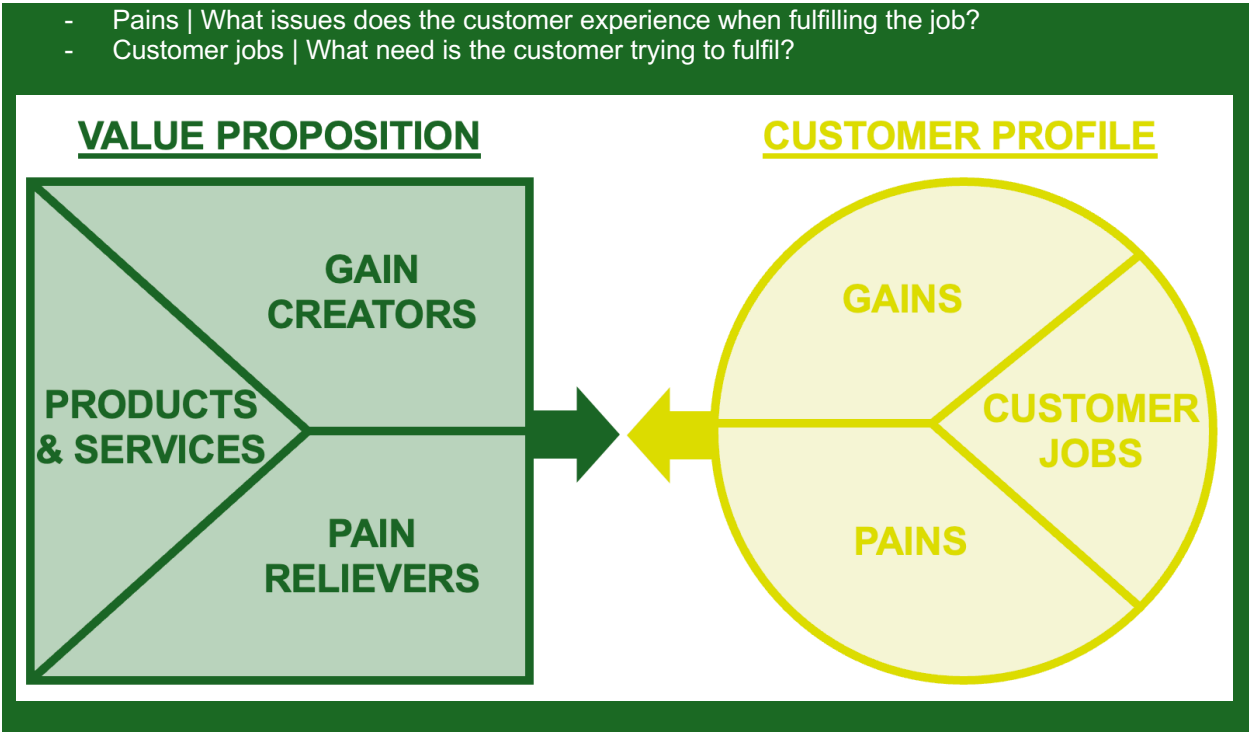 - Pains | What issues does the customer experience when fulfilling the job?
- Customer jobs | What need is the customer trying to fulfil?
VALUE PROPOSITION
GAIN
CREATORS
PRODUCTS
& SERVICES
PAIN
RELIEVERS
CUSTOMER PROFILE
GAINS
CUSTOMER
JOBS
PAINS